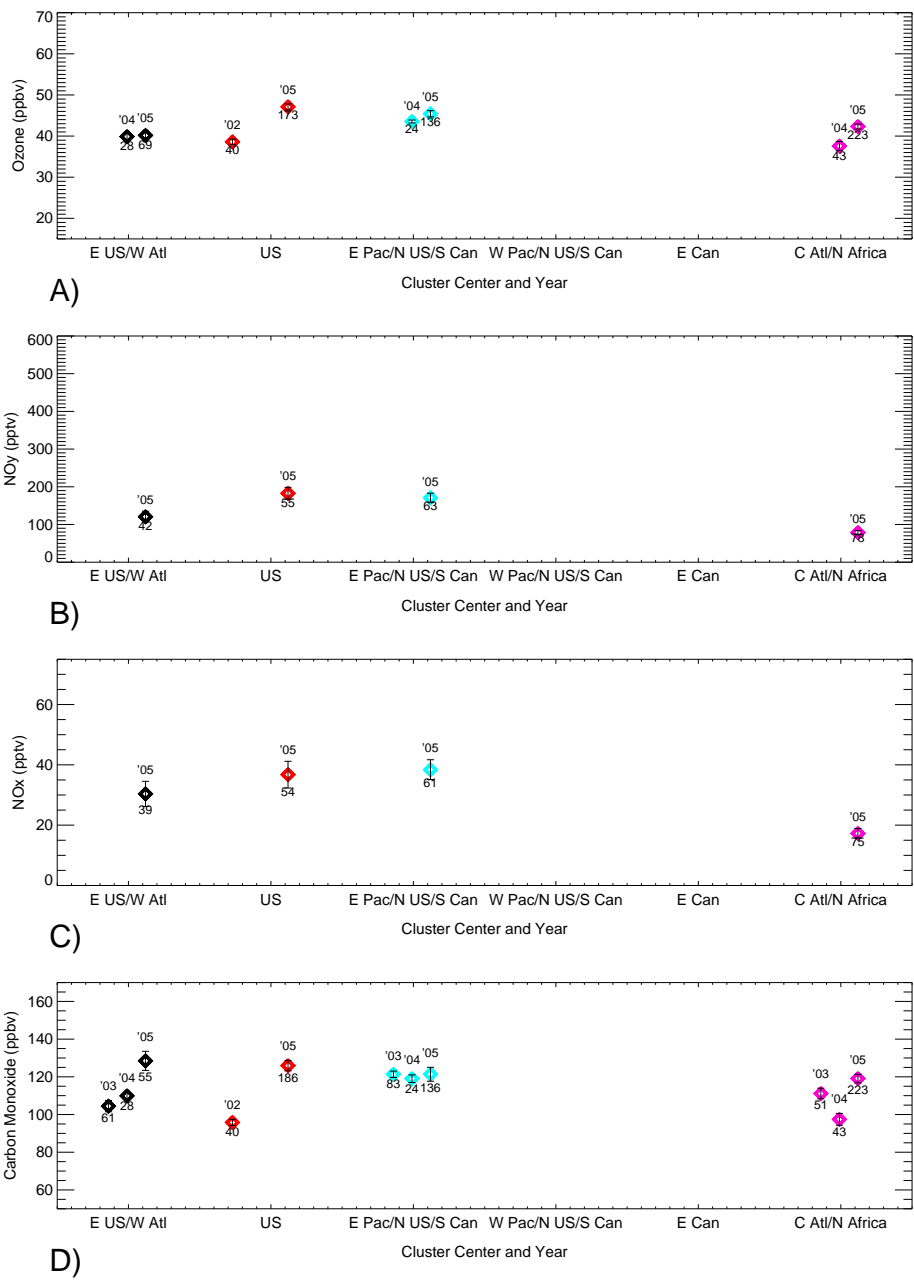 70
60
50
40
30
20
Ozone (ppbv)
'04 '05
28 69
'02
40
'05
173
'04 '05
24 136
'04 '05
43 223
E US/W Atl US E Pac/N US/S Can W Pac/N US/S Can E Can C Atl/N Africa
Cluster Center and Year
A)
600
500
400
300
200
100
0
NOy (pptv)
'05
42
'05
55
'05
63
'05
78
E US/W Atl US E Pac/N US/S Can W Pac/N US/S Can E Can C Atl/N Africa
Cluster Center and Year
B)
60
40
20
0
NOx (pptv)
'05
39
'05
54
'05
61
'05
75
E US/W Atl US E Pac/N US/S Can W Pac/N US/S Can E Can C Atl/N Africa
Cluster Center and Year
C)
160
140
120
100
80
60
Carbon Monoxide (ppbv)
'03 '04 '05
61 28 55
'02 '05
40 186
'03 '04 '05
83 24 136
'03 '04 '05
51 43 223
E US/W Atl US E Pac/N US/S Can W Pac/N US/S Can E Can C Atl/N Africa
Cluster Center and Year
D)